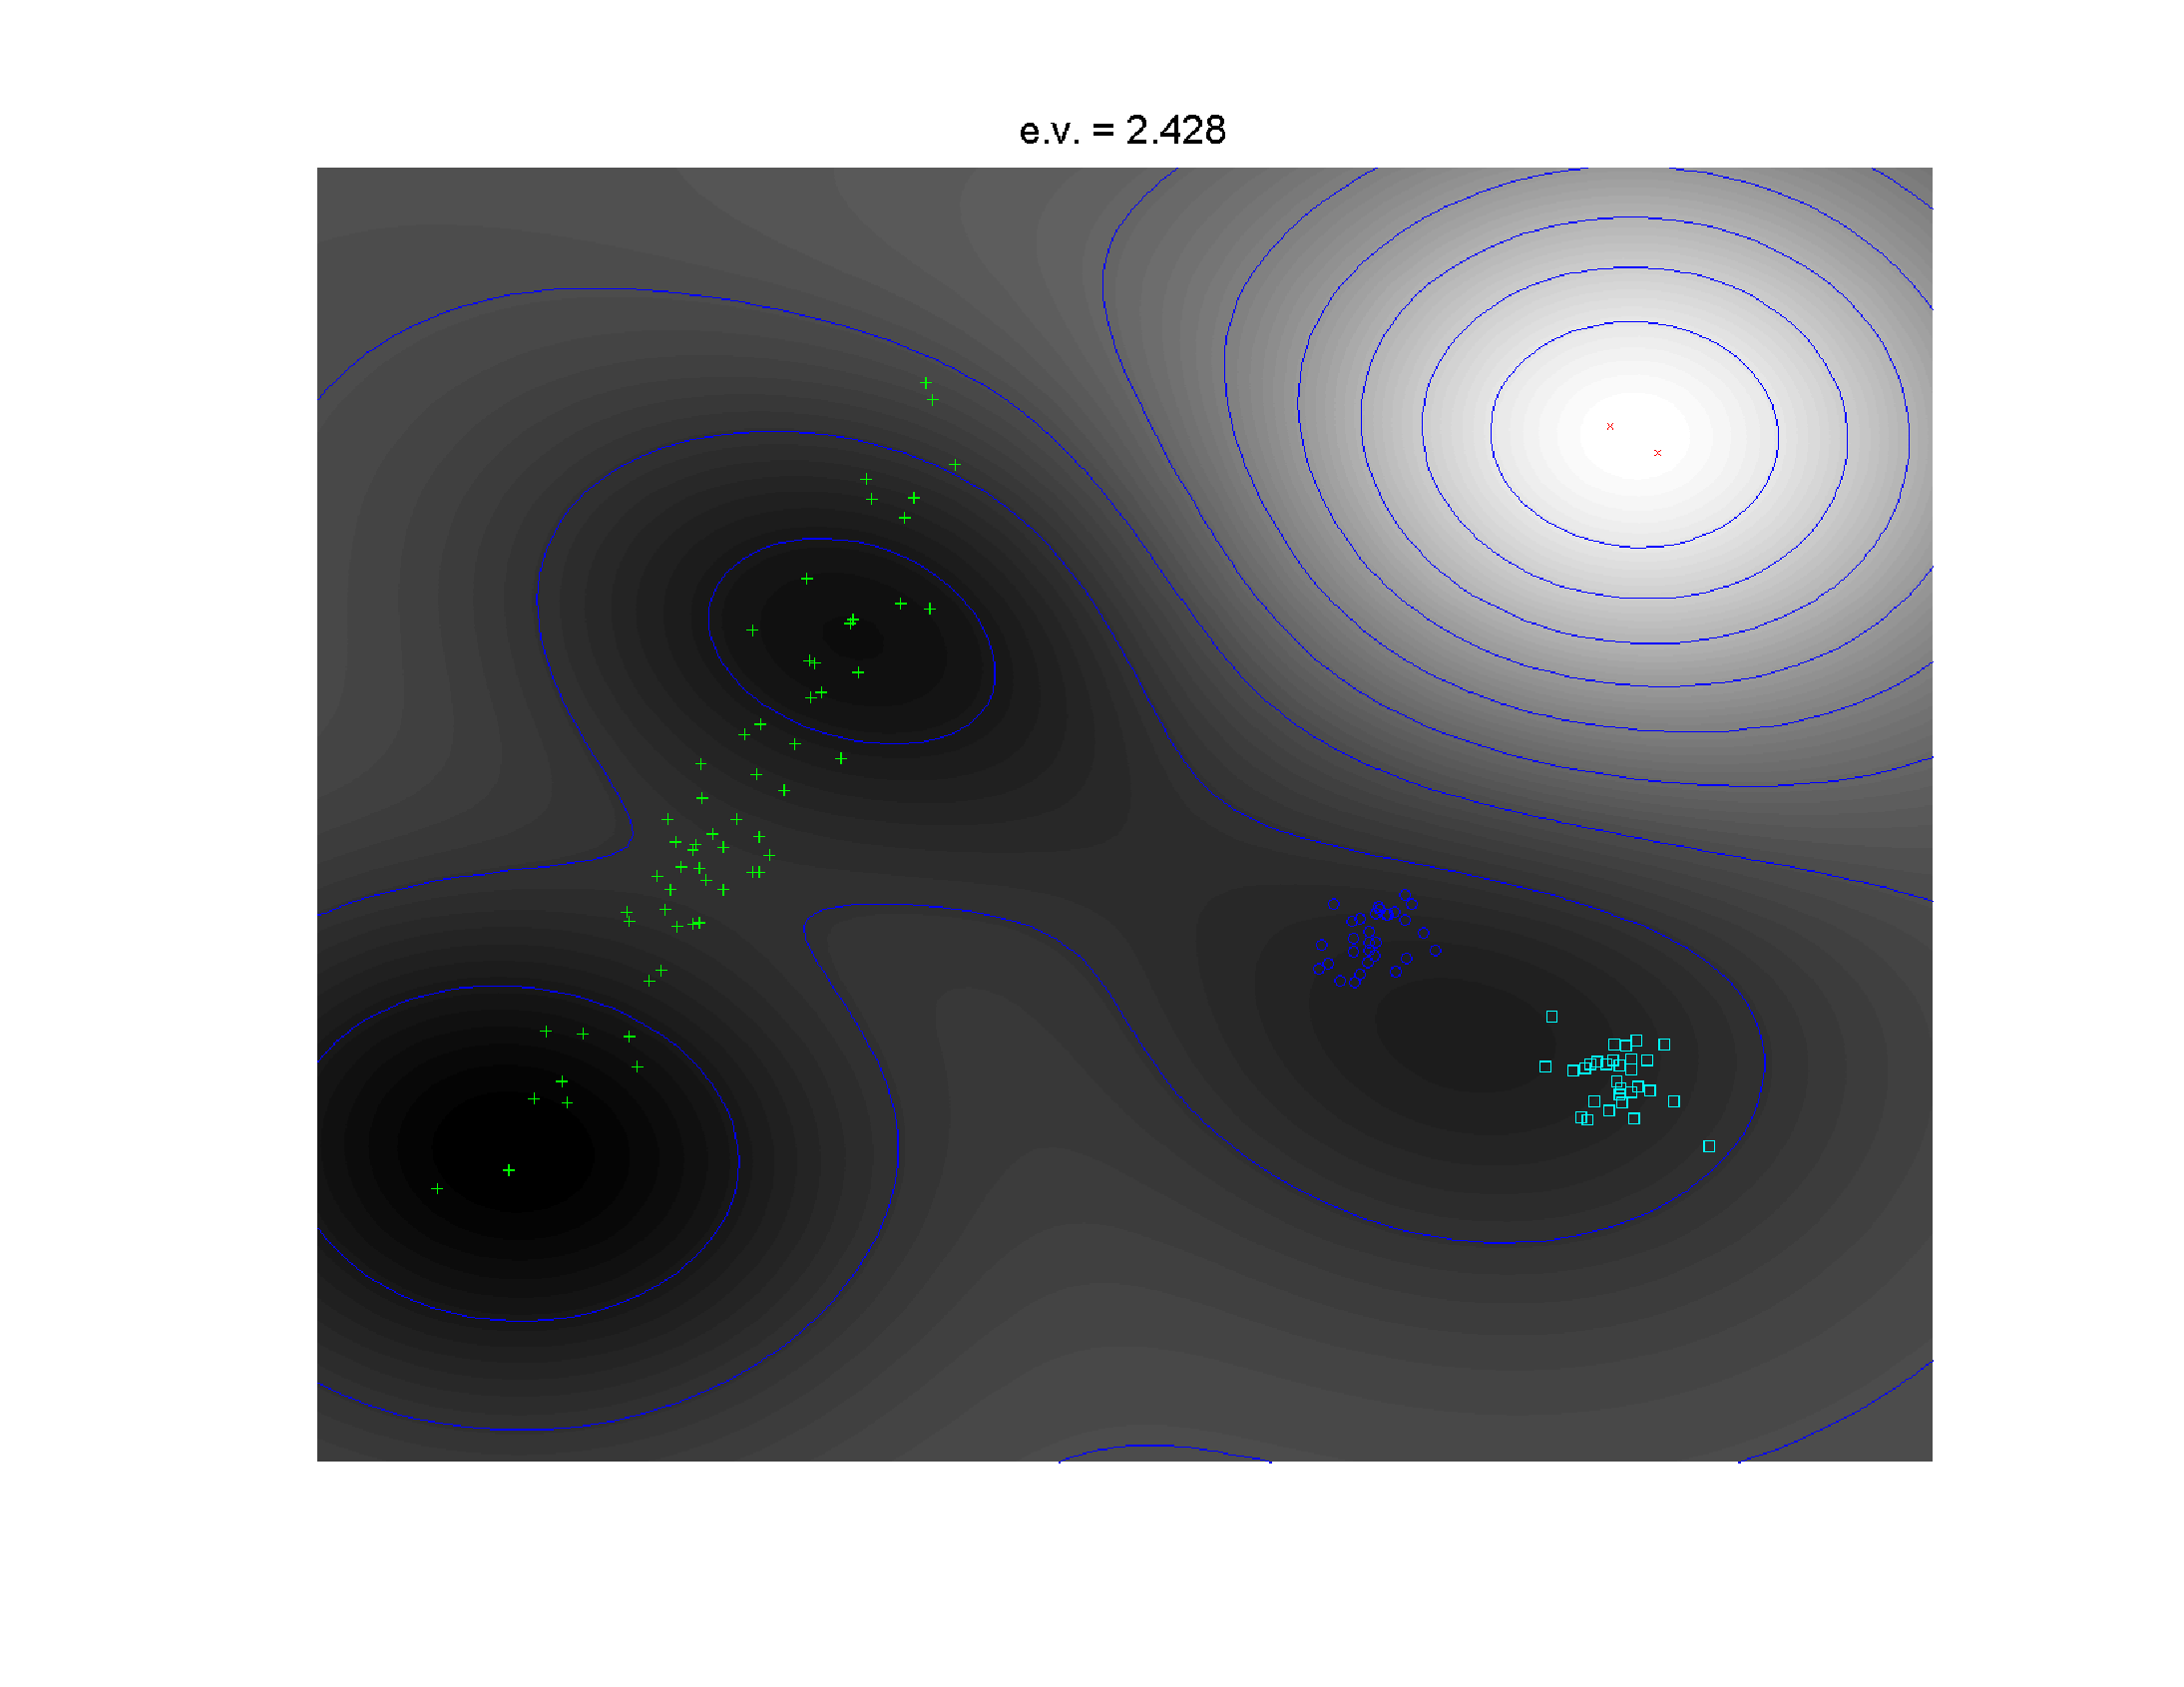 e.v. = 2.428